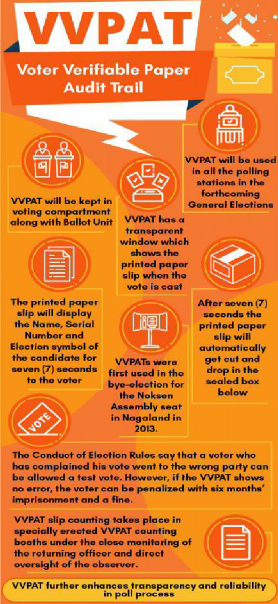 VVPAT
Voter Verifiable Paper
Audit Trail
VVPAT will be used
in all the polling
stations in the
forthcoming
General Elections
VVPAT will be kept in
voting compartment
along with Ballot Unit
VVPAT has a
transparent
window which
shows the
printed paper
slip when the
vote is cast
The printed paper
slip will display
the Name, Serial
Number and
Election symbol of
the candidate for
seven (7) seconds
to the voter
After seven (7)
seconds the
printed paper
slip will
automatically
get cut and
drop in the
sealed box
below
VVPATs were
first used in the
bye-election for
the Noksen
Assembly seat
in Nagaland in
2013.
VOTE
The Conduct of Election Rules say that a voter who
has complained his vote went to the wrong party can
be allowed a test vote. However, if the VVPAT shows
no error, the voter can be penalized with six months'
imprisonment and a fine.
VVPAT slip counting takes place in
specially erected VVPAT counting
booths under the close monitoring of
the returning officer and direct
oversight of the observer.
VVPAT further enhances transparency and reliability
in poll process